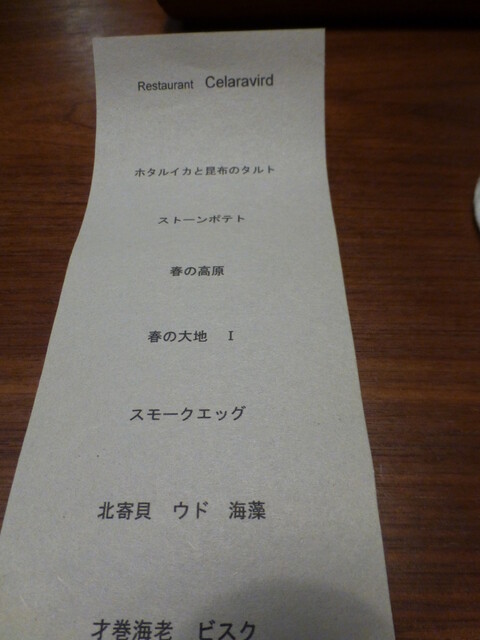 Restaurant Celaravird
ホタルイカと昆布のタルト
ストーンポテト
春の高原
春の大地 I
スモークエッグ
北寄貝 ウド 海藻
才巻海老 ビスク